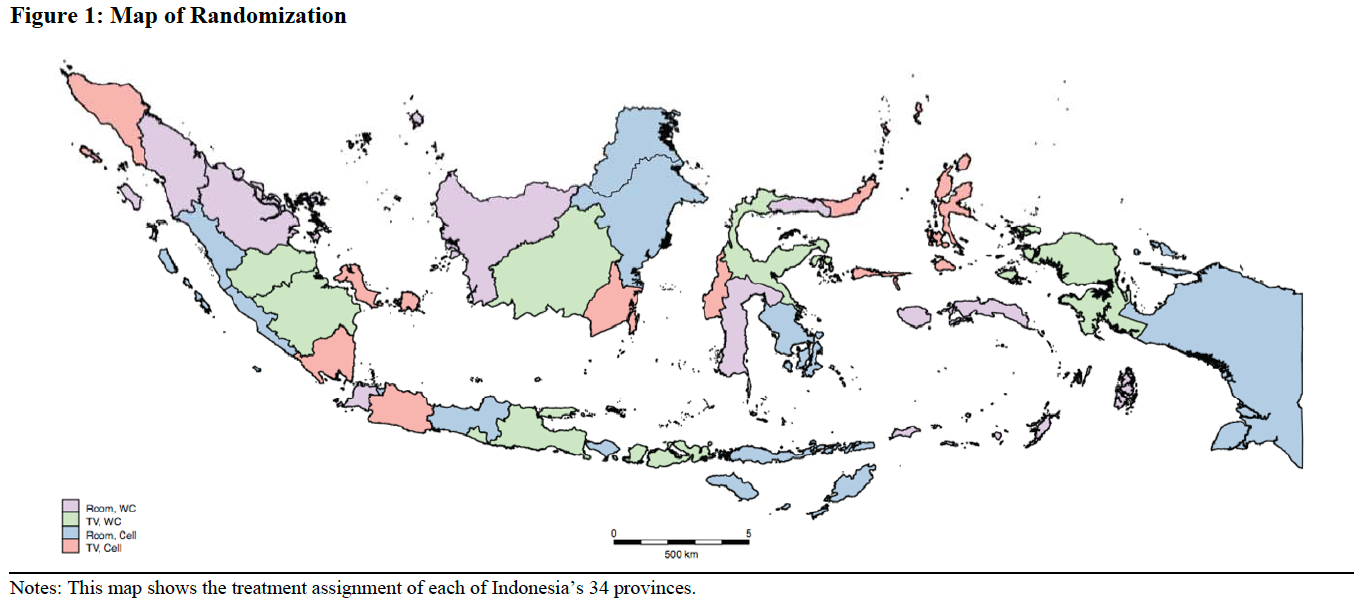 Figure 1: Map of Randomization
Room, WC
TV, WC
Room, Cell
TV, Cell
0 5
500 km
Notes: This map shows the treatment assignment of each of Indonesia's 34 provinces.